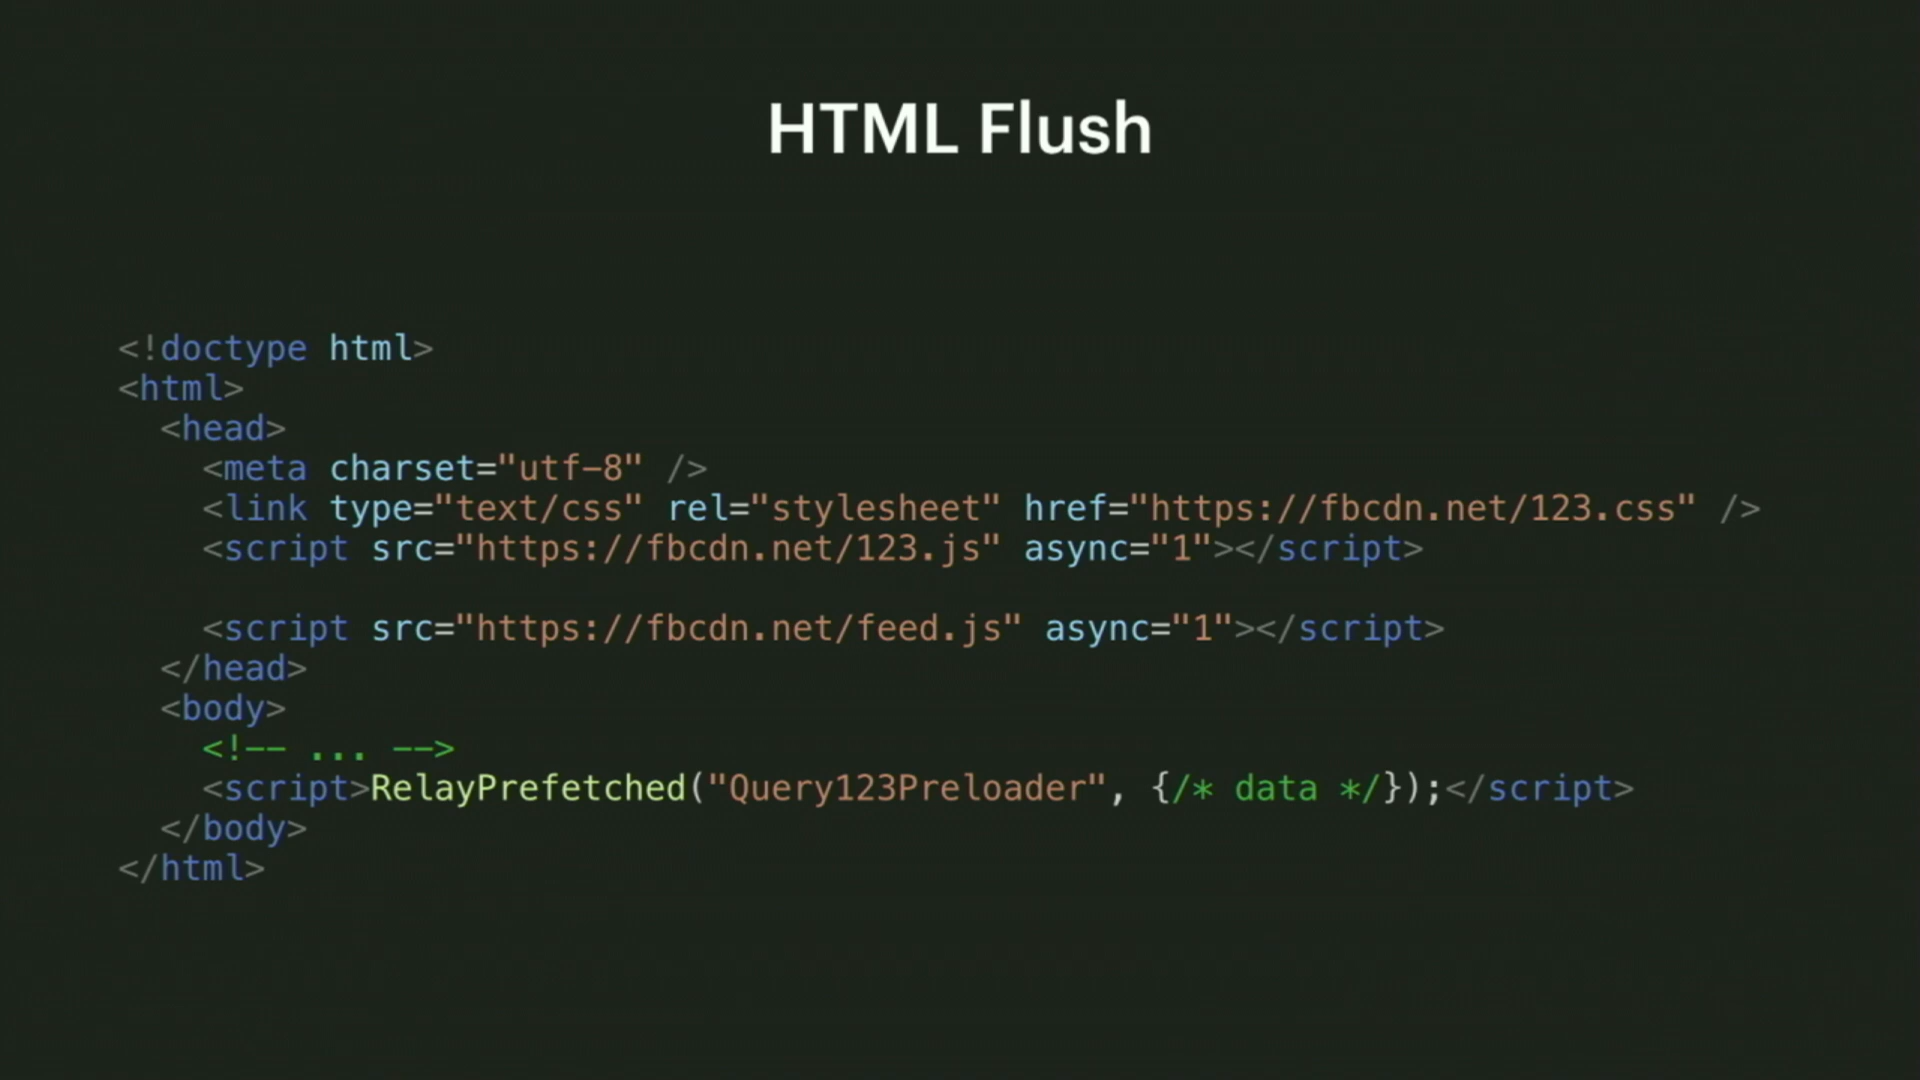 HTML Flush
<!doctype html>
<html>
<head>
<meta charset="utf-8" />
<link type="text/css" rel="stylesheet" href="https://fbcdn.net/123.css" />
<script src="https://fbcdn.net/123.js" async="1"></script>
<script src="https://fbcdn.net/feed.js" async="1"></script>
</head>
<body>
<!-- ... -->
<script>RelayPrefetched("Query123Preloader", {/* data */});</script>
</body>
</html>